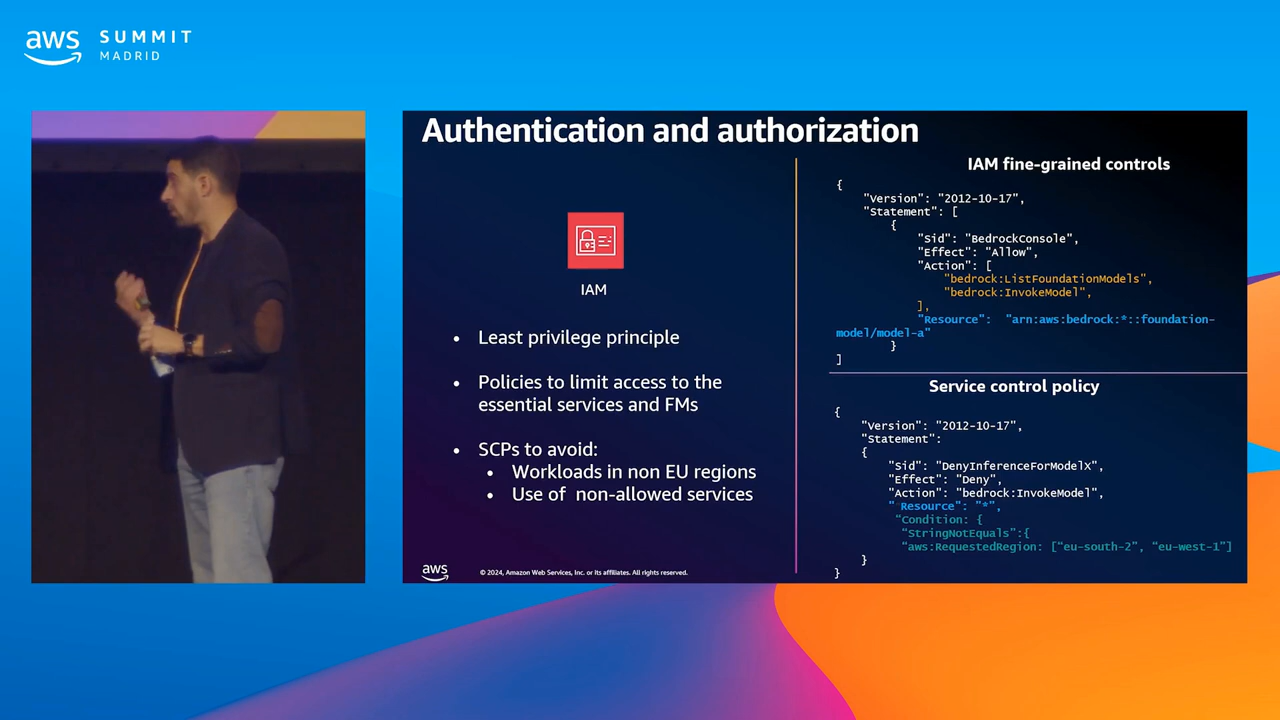 aws SUMMIT
MADRID
Authentication and authorization
IAM
• Least privilege principle
• Policies to limit access to the
essential services and FMs
• SCPs to avoid:
• Workloads in non EU regions
• Use of non-allowed services
aws
© 2024, Amazon Web Services, Inc. or its affiliates. All rights reserved.
IAM fine-grained controls
{
"Version": "2012-10-17",
"Statement": [
{
"Sid": "BedrockConsole",
"Effect": "Allow",
"Action": [
"bedrock:ListFoundationModels",
"bedrock:InvokeModel",
],
"Resource": "arn:aws:bedrock:*::foundation-
model/model-a"
}
]
Service control policy
{
"Version": "2012-10-17",
"Statement":
{
"Sid": "DenyInferenceForModelX",
"Effect": "Deny",
"Action": "bedrock:InvokeModel",
" Resource": "*",
"Condition: {
"StringNotEquals":{
"aws:RequestedRegion: ["eu-south-2", "eu-west-1"]
}
}